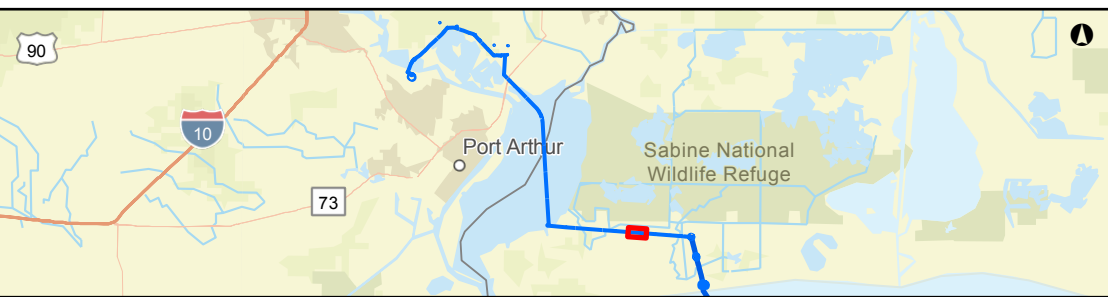 90
10
Port Arthur
Sabine National
Wildlife Refuge
73